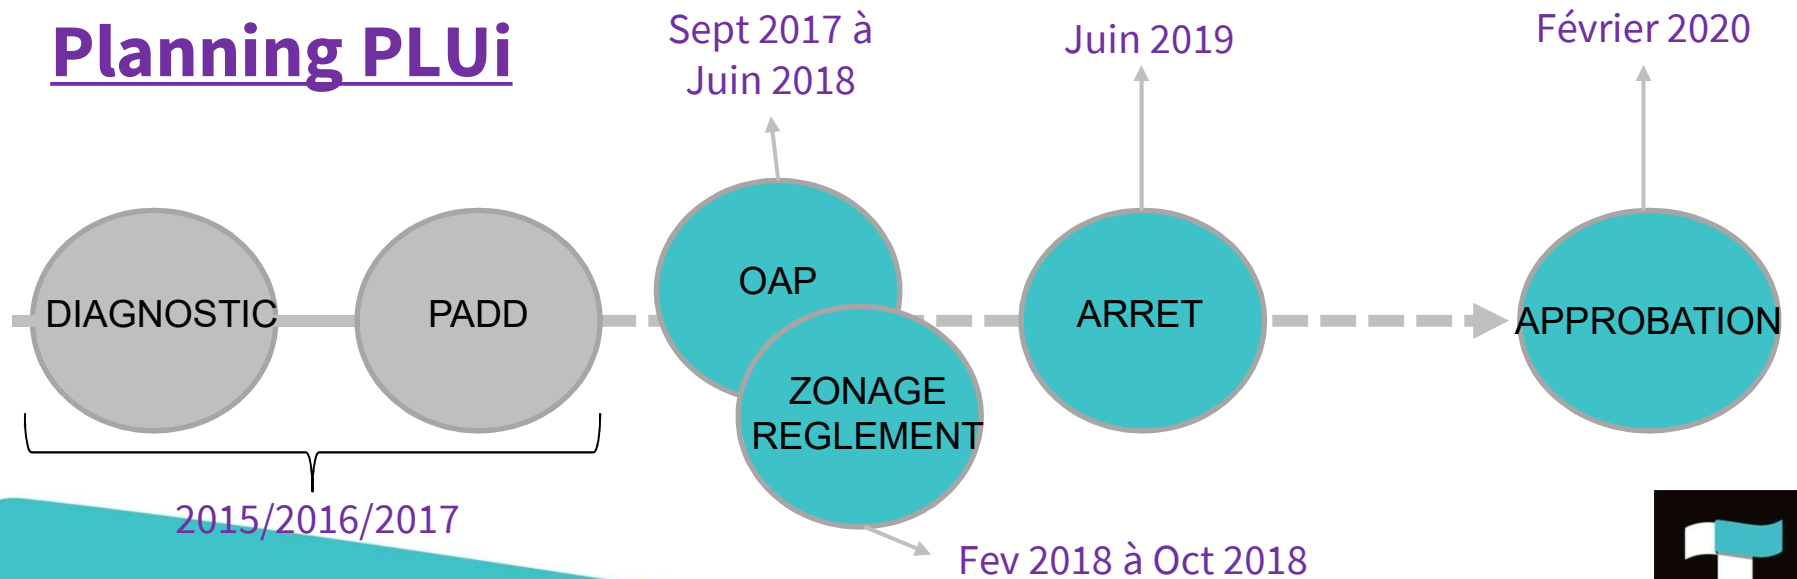 Planning PLUi
Sept 2017 à
Juin 2018
Juin 2019
Février 2020
DIAGNOSTIC
PADD
OAP
ZONAGE
REGLEMENT
ARRET
APPROBATION
2015/2016/2017
Fev 2018 à Oct 2018